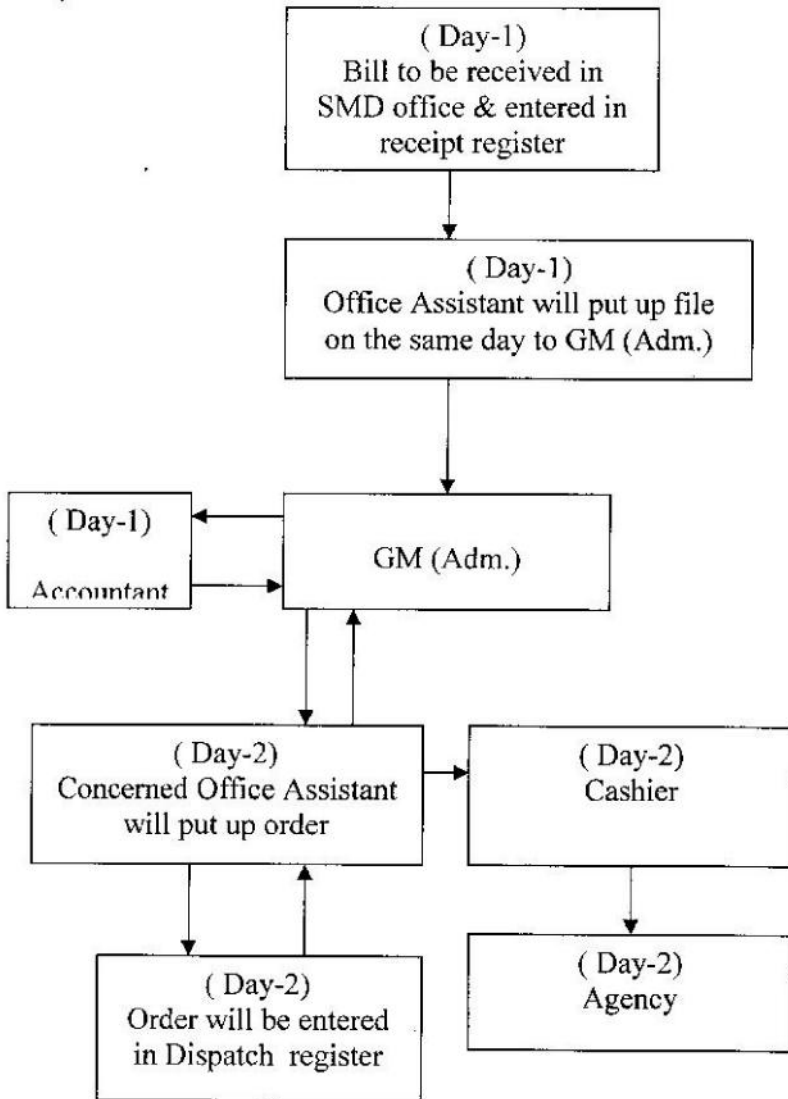 ( Day-1)
Bill to be received in
SMD office & entered in
receipt register
( Day-1)
Office Assistant will put up file
on the same day to GM (Adm.)
( Day-1)
Accountant
GM (Adm.)
( Day-2)
Concerned Office Assistant
will put up order
( Day-2)
Cashier
( Day-2)
Order will be entered
in Dispatch register
( Day-2)
Agency